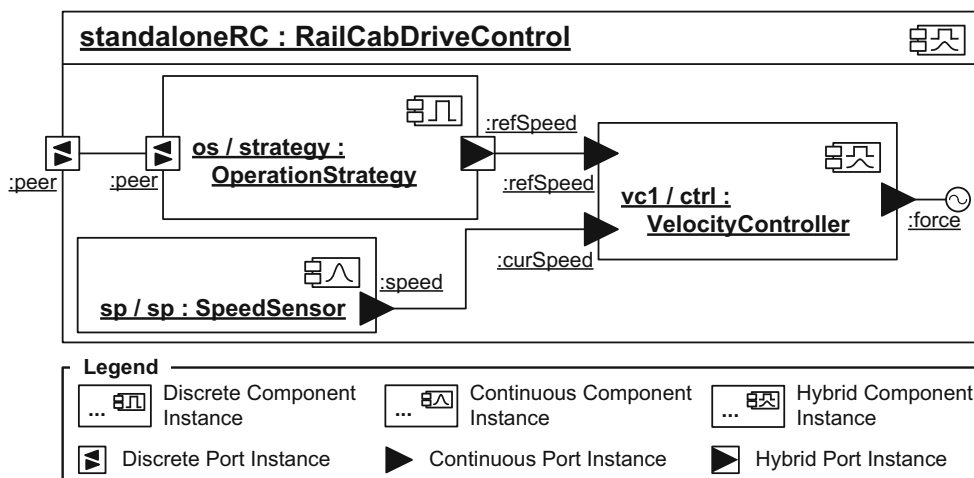 standaloneRC : RailCabDriveControl
:refSpeed
os / strategy :
OperationStrategy
:peer
:peer
:refSpeed
vc1 / ctrl :
VelocityController
:force
:curSpeed
:speed
sp / sp : SpeedSensor
Legend
... Discrete Component
Instance
... Continuous Component
Instance
... Hybrid Component
Instance
Discrete Port Instance
Continuous Port Instance
Hybrid Port Instance